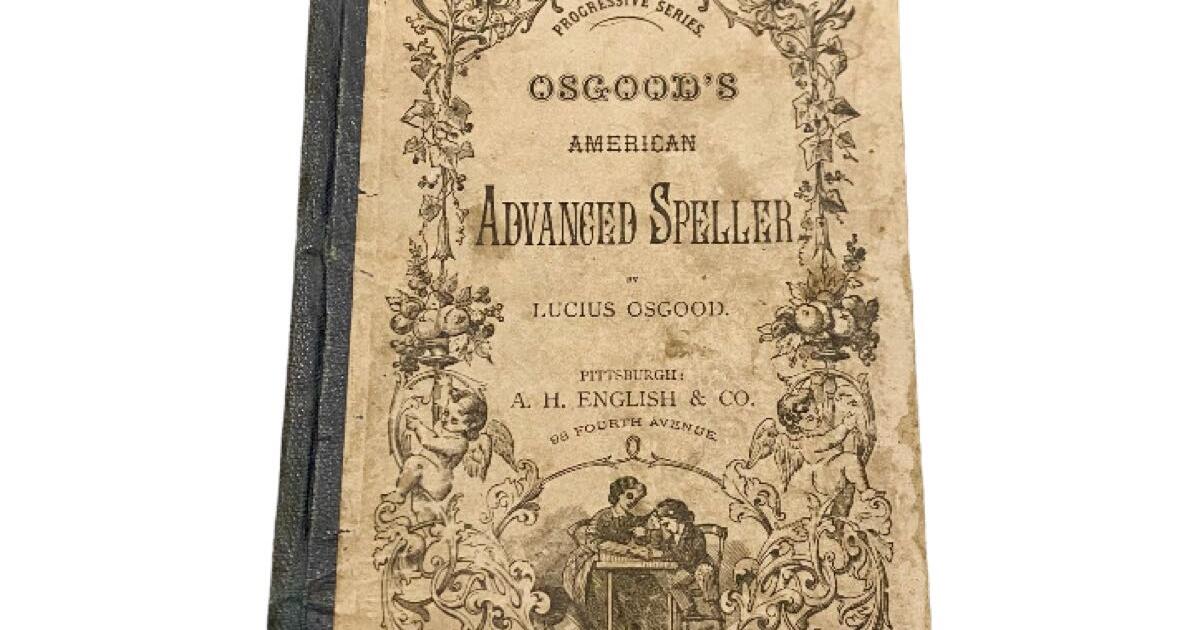 PROGRESSIVE SERIES.
OSGOOD'S
AMERICAN
ADVANCED SPELLER
BY
LUCIUS OSGOOD.
PITTSBURGH:
A. H. ENGLISH & CO.
98 FOURTH AVENUE.